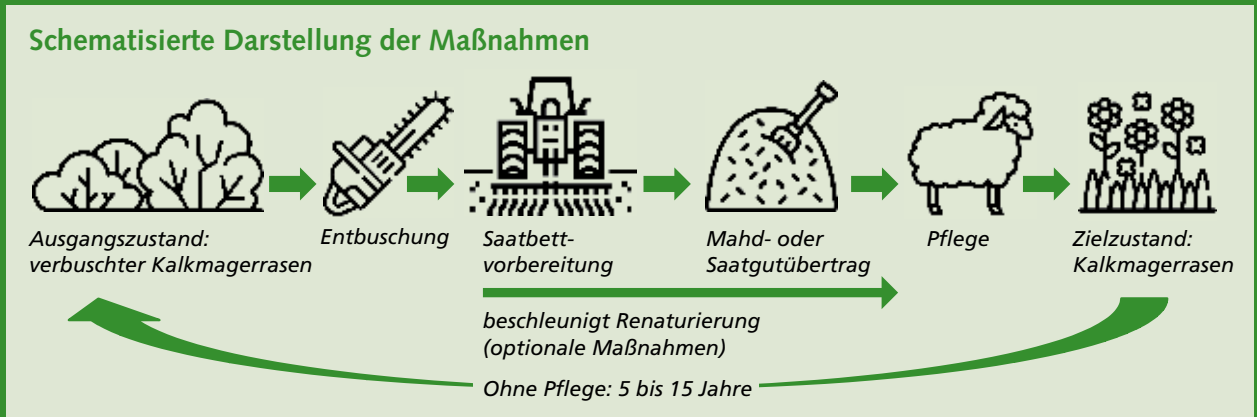 Schematisierte Darstellung der Maßnahmen
Ausgangszustand:
verbuschter Kalkmagerrasen
Entbuschung
Saatbett-
vorbereitung
Mahd- oder
Saatgutübertrag
Pflege
Zielzustand:
Kalkmagerrasen
beschleunigt Renaturierung
(optionale Maßnahmen)
Ohne Pflege: 5 bis 15 Jahre